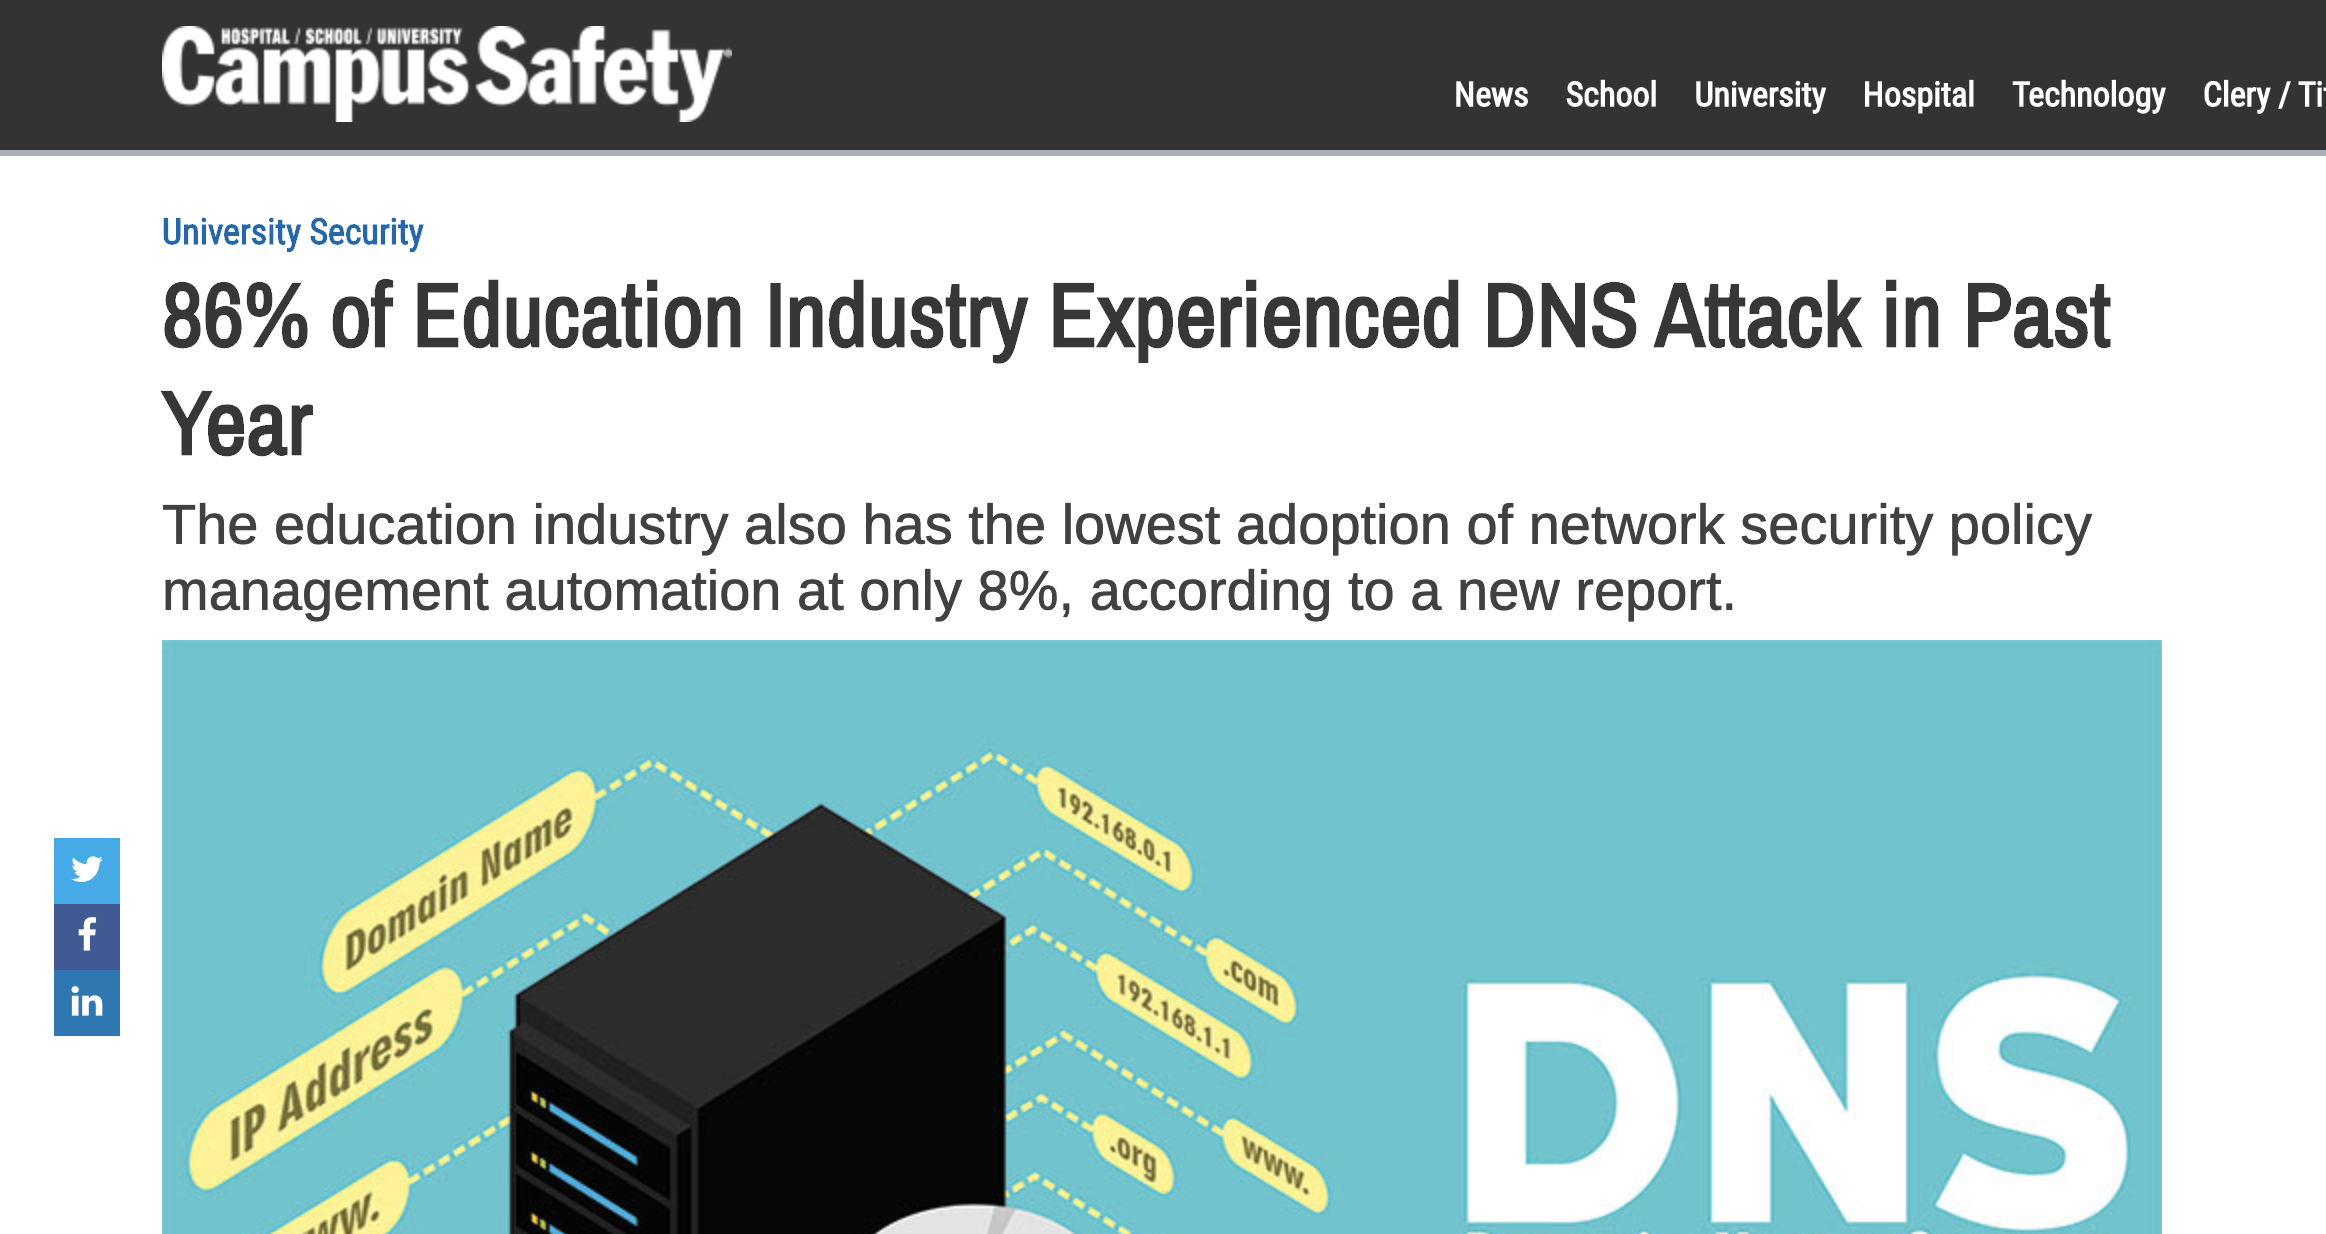 HOSPITAL / SCHOOL / UNIVERSITY
Campus Safety
News School University Hospital Technology Clery /
University Security
86% of Education Industry Experienced DNS Attack in Past
Year
The education industry also has the lowest adoption of network security policy
management automation at only 8%, according to a new report.
Domain Name
192.168.0.1
.com
IP Address
192.168.1.1
.org
www.
DNS
in